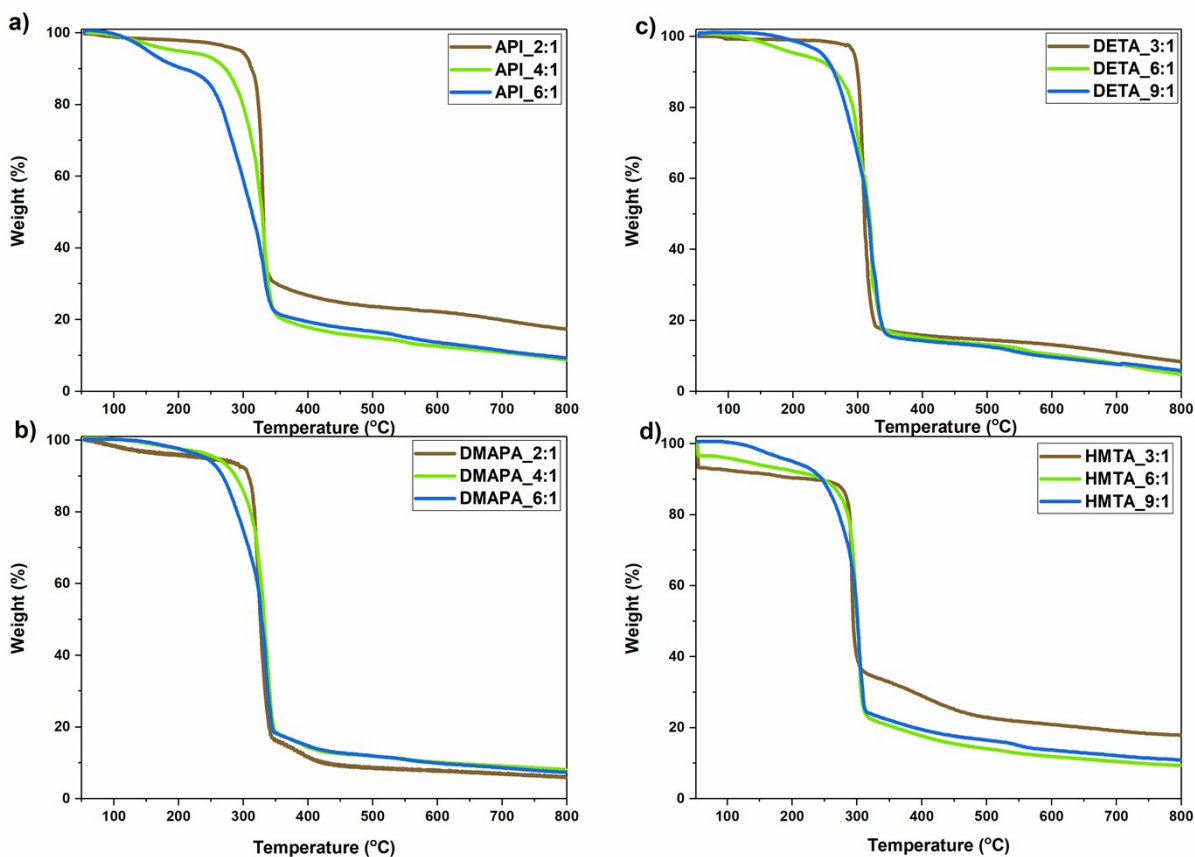 a)
API_2:1
API_4:1
API_6:1
Weight (%)
100
80
60
40
20
0
100 200 300 400 500 600 700 800
Temperature (°C)
c)
DETA_3:1
DETA_6:1
DETA_9:1
Weight (%)
100
80
60
40
20
0
100 200 300 400 500 600 700 800
Temperature (°C)
b)
DMAPA_2:1
DMAPA_4:1
DMAPA_6:1
Weight (%)
100
80
60
40
20
0
100 200 300 400 500 600 700 800
Temperature (°C)
d)
HMTA_3:1
HMTA_6:1
HMTA_9:1
Weight (%)
100
80
60
40
20
0
100 200 300 400 500 600 700 800
Temperature (°C)